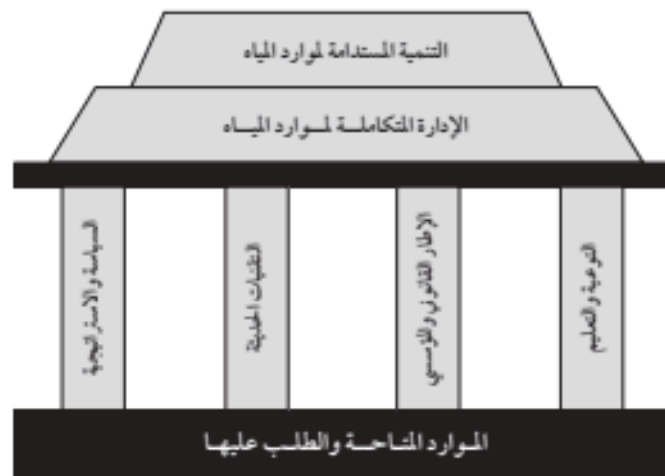 التنمية المستدامة لموارد المياه
الإدارة المتكاملة لموارد المياه
التوعية والتعليم
الإطار القانوني والمؤسسي
التقنيات الحديثة
السياسة والاستراتيجية
الموارد المتاحة والطلب عليها